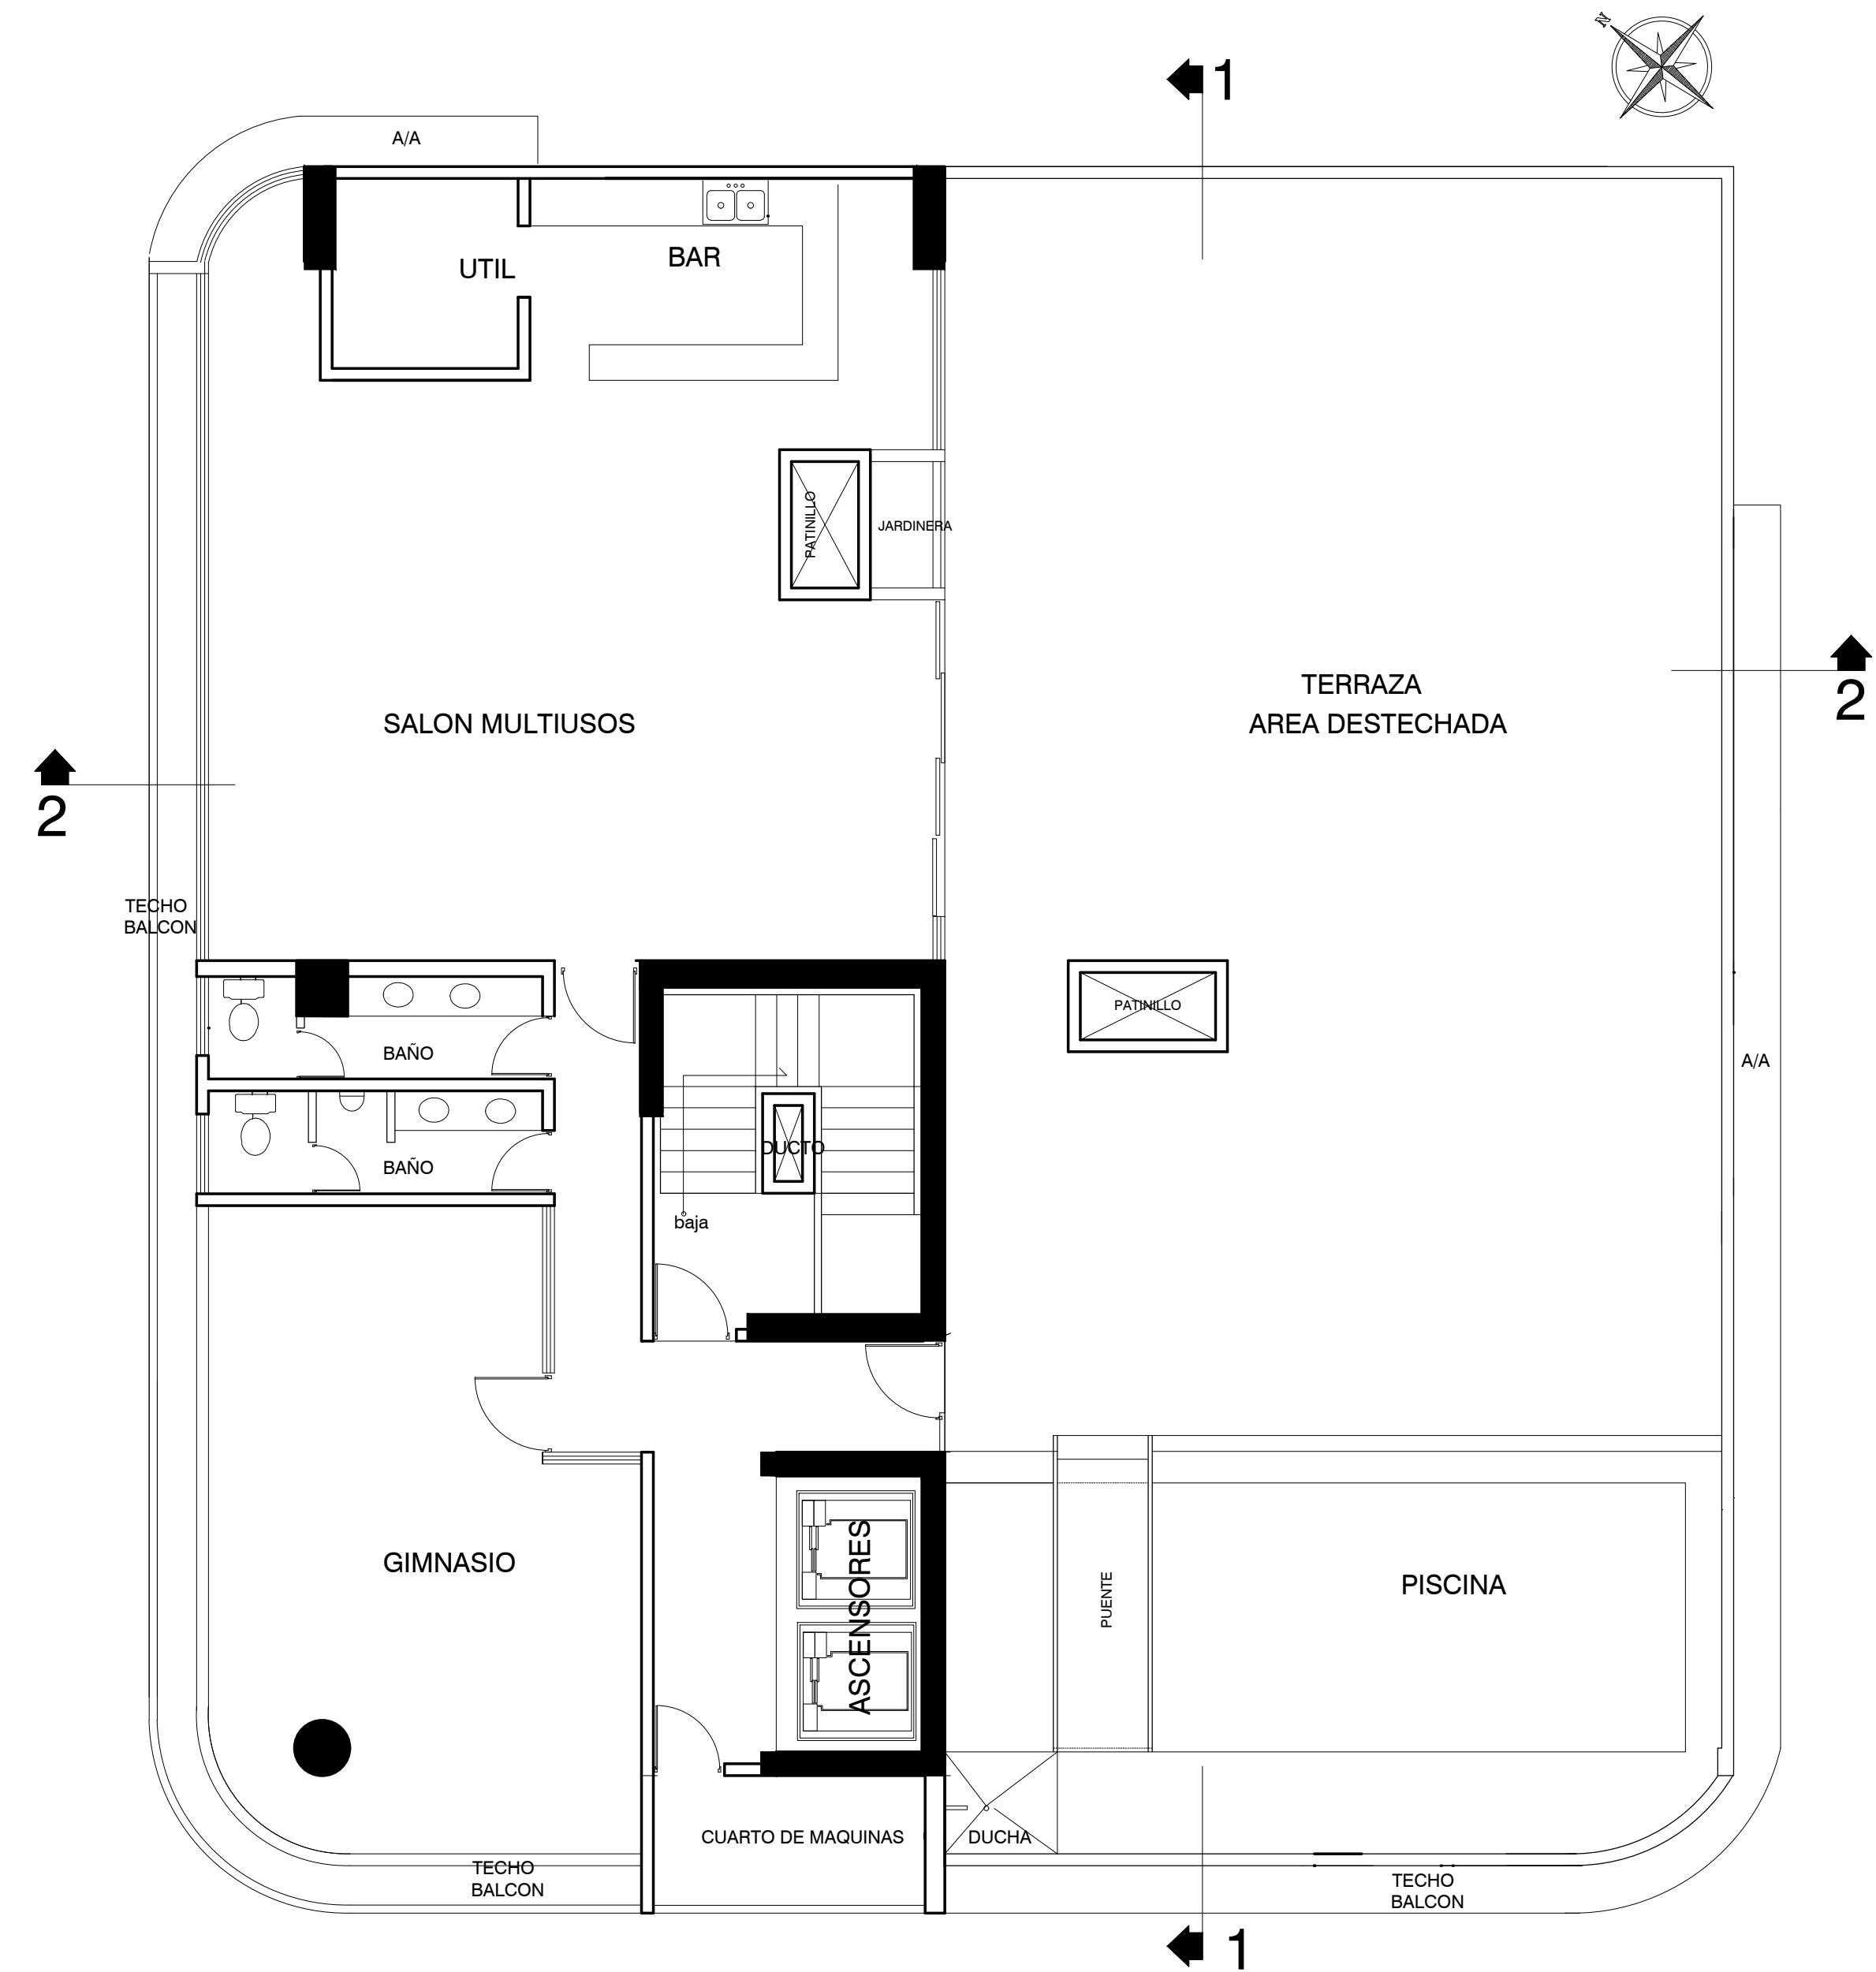 N
1
A/A
UTIL
BAR
PATINILLO
JARDINERA
TERRAZA
AREA DESTECHADA
SALON MULTIUSOS
2
2
TECHO
BALCON
PATINILLO
BAÑO
A/A
DUCTO
BAÑO
baja
GIMNASIO
ASCENSORES
PUENTE
PISCINA
CUARTO DE MAQUINAS
DUCHA
TECHO
BALCON
TECHO
BALCON
1